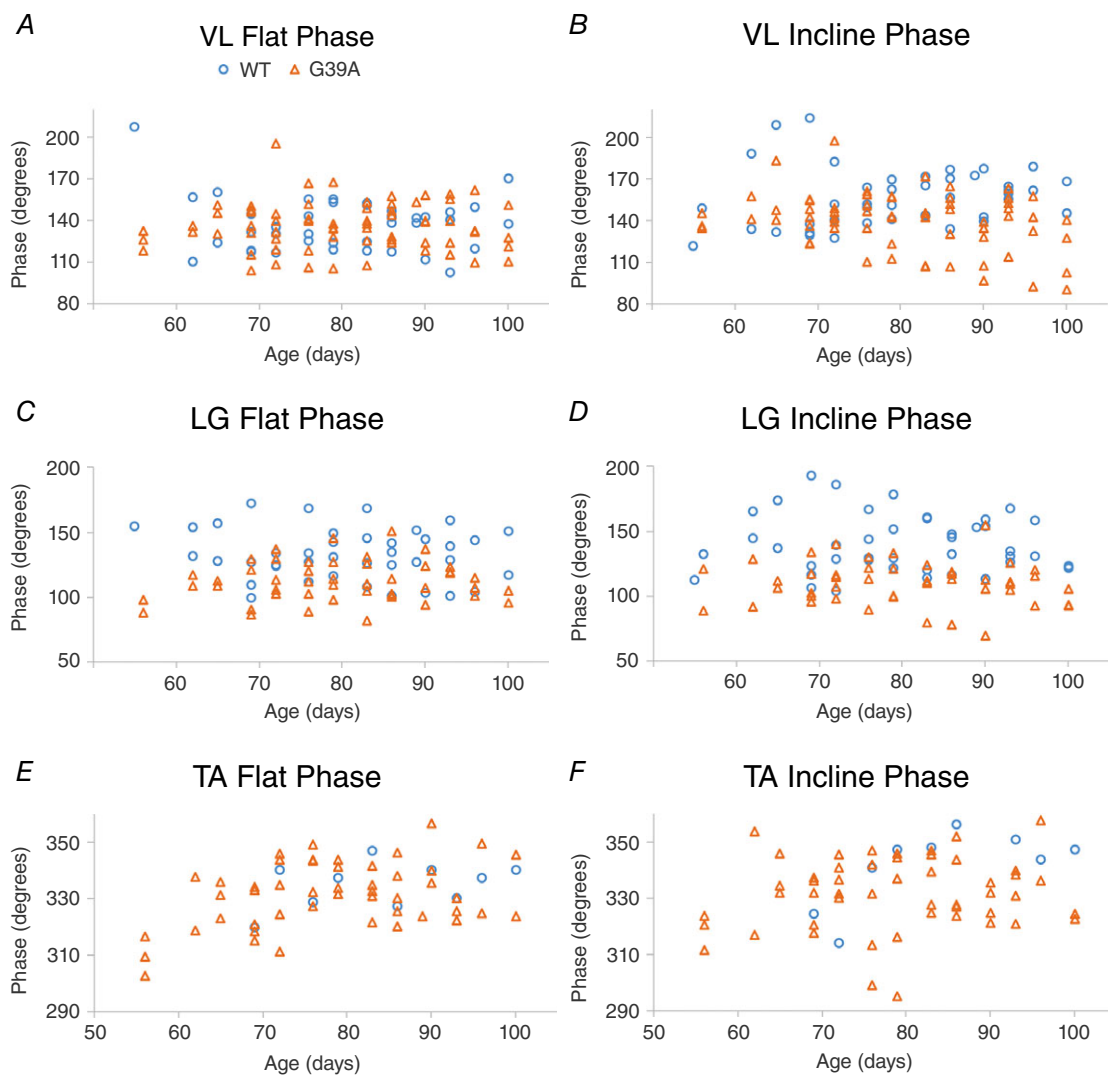 A
VL Flat Phase
WT G39A
Phase (degrees)
200
170
140
110
80
60 70 80 90 100
Age (days)
B
VL Incline Phase
Phase (degrees)
200
170
140
110
80
60 70 80 90 100
Age (days)
C
LG Flat Phase
Phase (degrees)
200
150
100
50
60 70 80 90 100
Age (days)
D
LG Incline Phase
Phase (degrees)
200
150
100
50
60 70 80 90 100
Age (days)
E
TA Flat Phase
Phase (degrees)
350
330
310
290
50 60 70 80 90 100
Age (days)
F
TA Incline Phase
Phase (degrees)
350
330
310
290
50 60 70 80 90 100
Age (days)